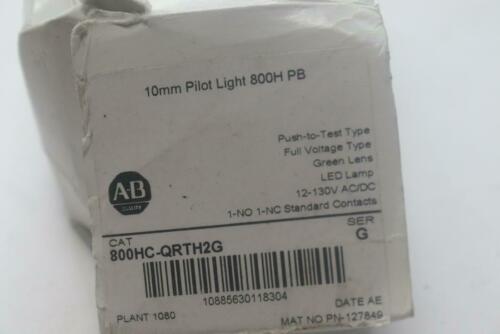 10mm Pilot Light 800H PB
Push-to-Test Type
Full Voltage Type
Green Lens
LED Lamp
12-130V AC/DC
1-NO 1-NC Standard Contacts
AB
CAT
SER
800HC-QRTH2G
G
10885630118304
PLANT 1080
DATE AE
MAT NO PN-127849